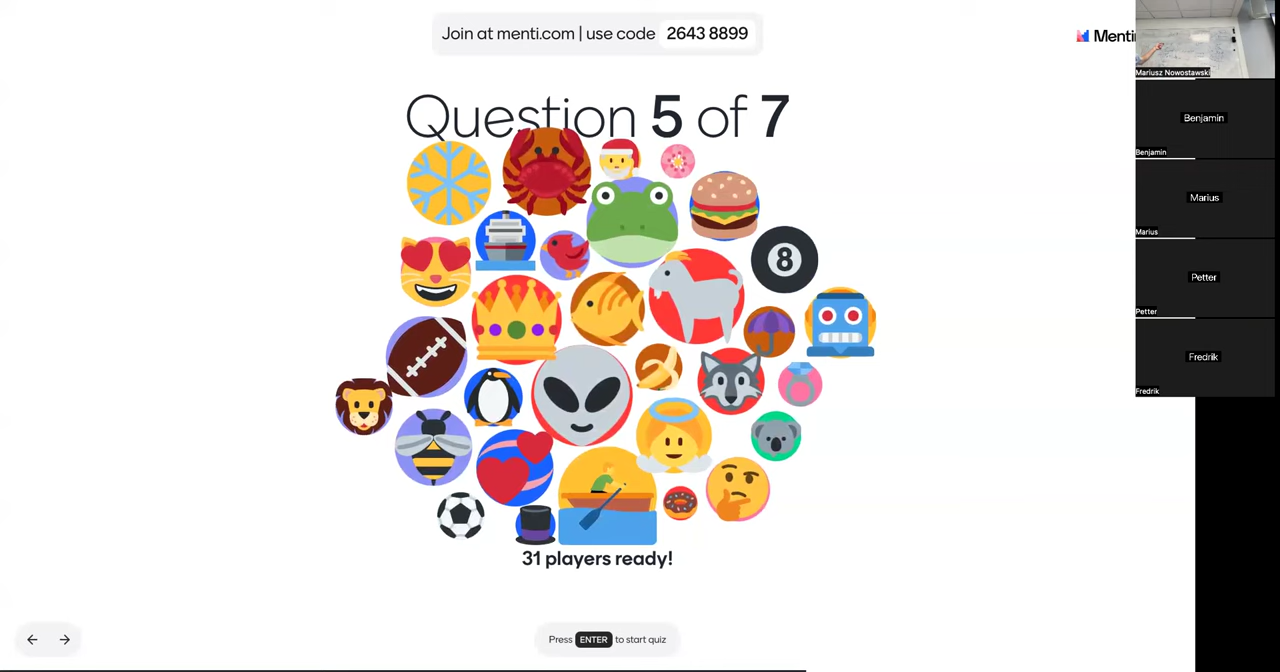 Join at menti.com | use code 2643 8899
Menti
Question 5 of 7
8
31 players ready!
Press ENTER to start quiz
Mariusz Nowostawski
Benjamin
Benjamin
Marius
Marius
Petter
Petter
Fredrik
Fredrik